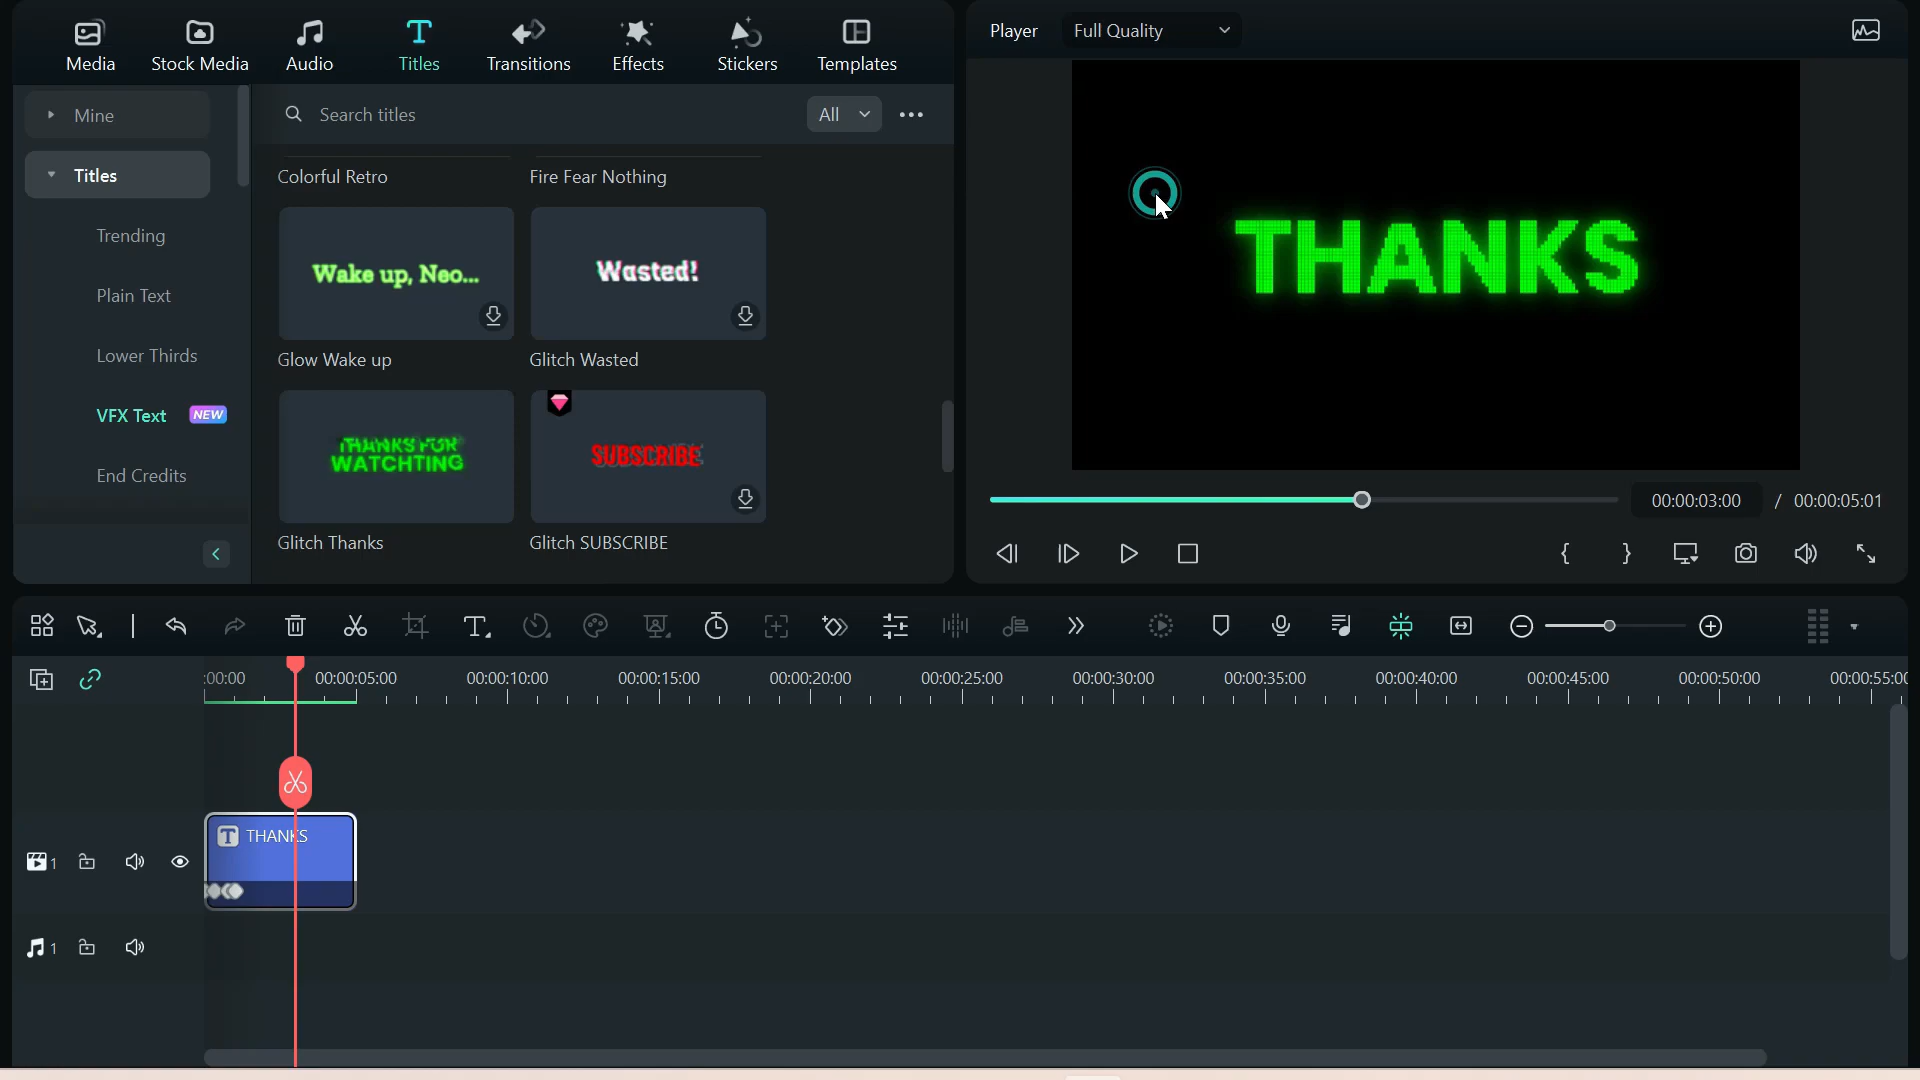 Media
Stock Media
Audio
Titles
Transitions
Effects
Stickers
Templates
Player
Full Quality
Mine
Search titles
All
Titles
Colorful Retro
Fire Fear Nothing
Trending
Plain Text
Lower Thirds
VFX Text
NEW
End Credits
Wake up, Neo...
Wasted!
Glow Wake up
Glitch Wasted
THANKS FOR
WATCHTING
SUBSCRIBE
Glitch Thanks
Glitch SUBSCRIBE
THANKS
00:00:03:00 / 00:00:05:01
:00:00
00:00:05:00
00:00:10:00
00:00:15:00
00:00:20:00
00:00:25:00
00:00:30:00
00:00:35:00
00:00:40:00
00:00:45:00
00:00:50:00
00:00:55:00
T THANKS
1
1